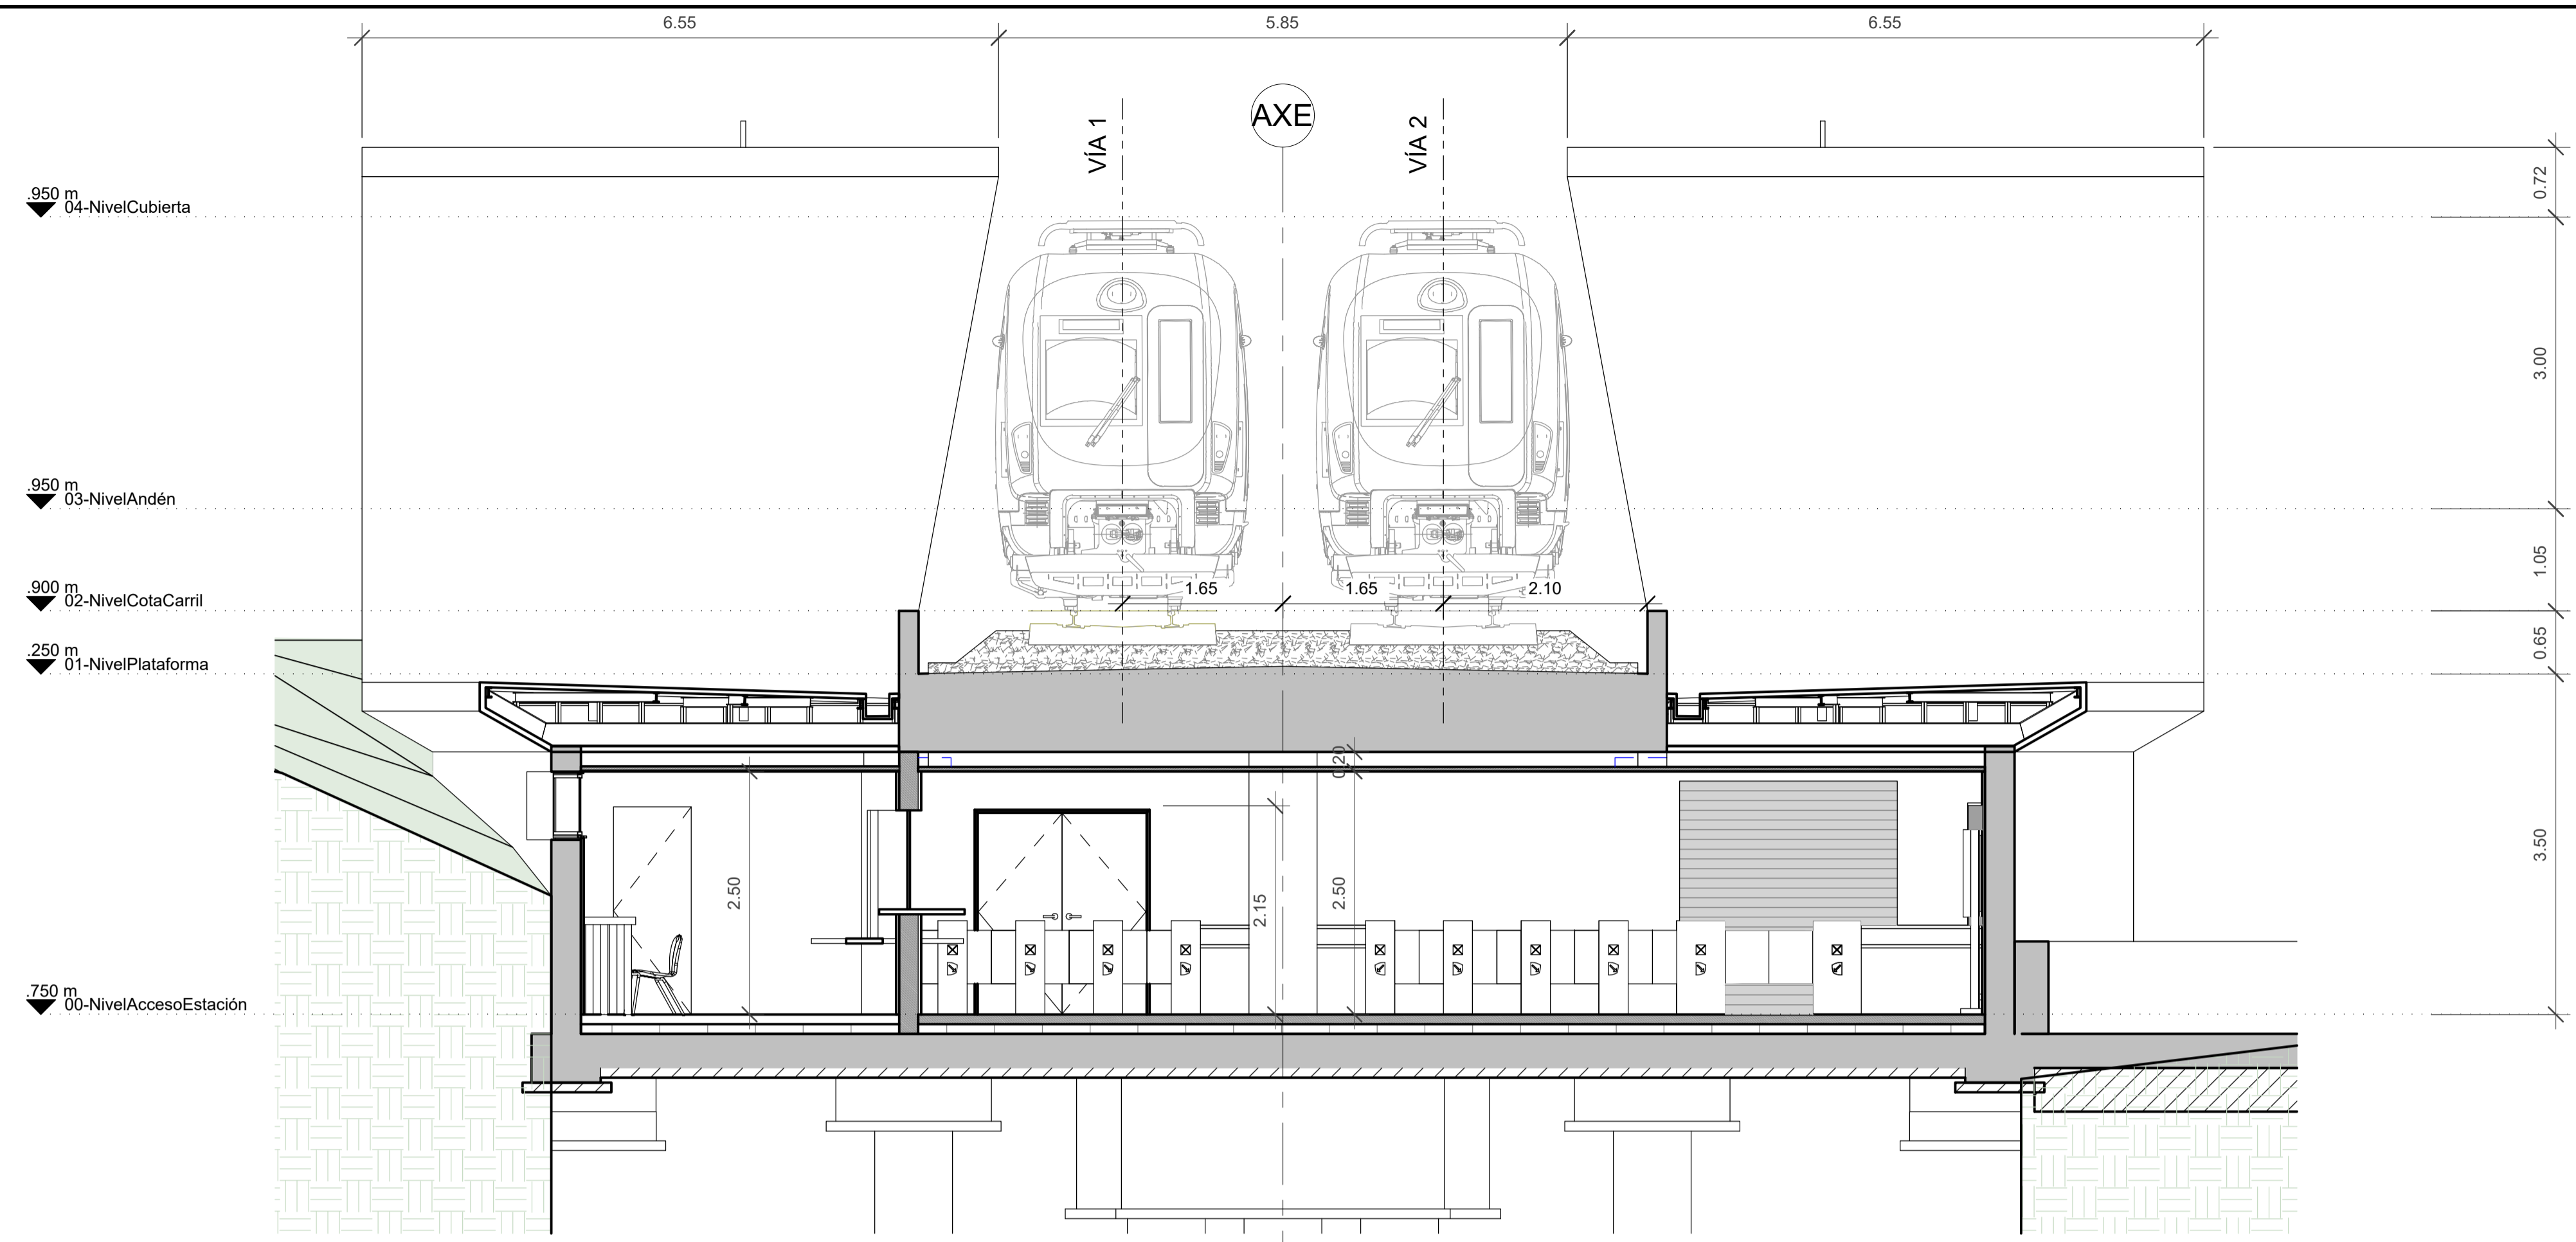 6.55
5.85
6.55
AXE
VÍA 1
VÍA 2
.950 m
04-NivelCubierta
0.72
3.00
.950 m
03-NivelAndén
1.05
.900 m
02-NivelCotaCarril
1.65
1.65
2.10
0.65
.250 m
01-NivelPlataforma
0.20
2.50
2.15
2.50
3.50
.750 m
00-NivelAccesoEstación